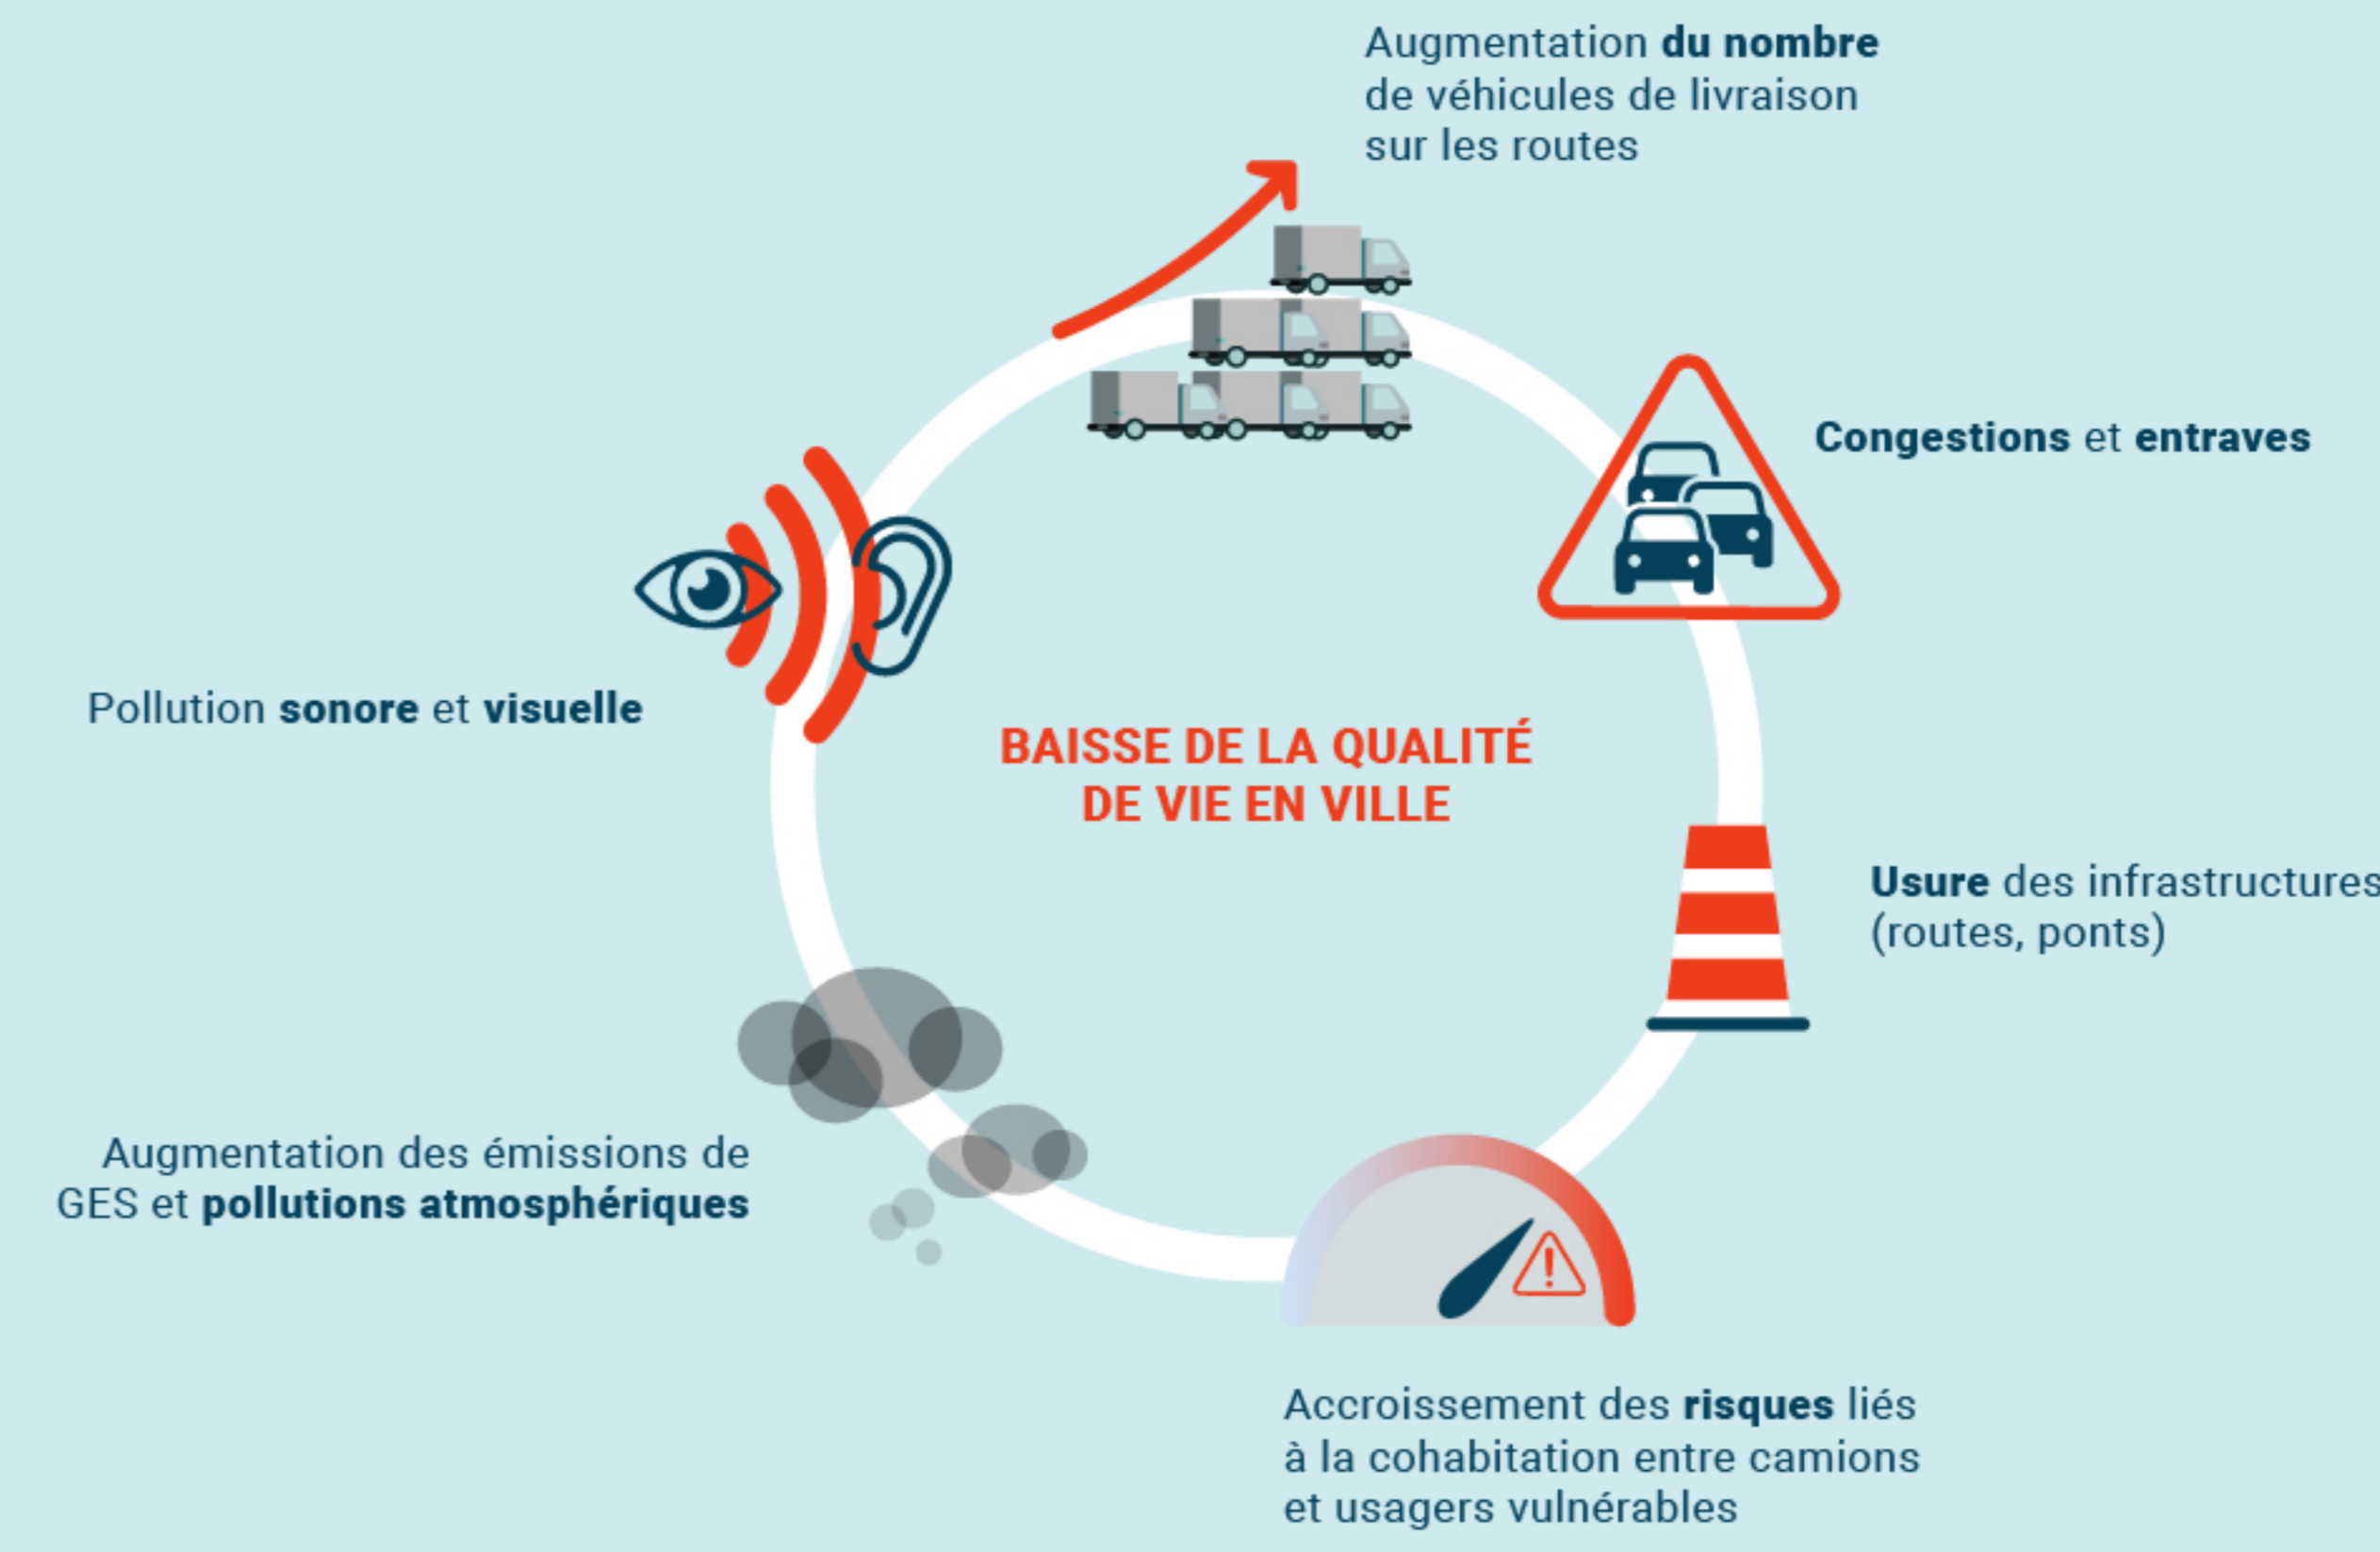 Augmentation du nombre
de véhicules de livraison
sur les routes
Congestions et entraves
Pollution sonore et visuelle
BAISSE DE LA QUALITÉ
DE VIE EN VILLE
Usure des infrastructures
(routes, ponts)
Augmentation des émissions de
GES et pollutions atmosphériques
Accroissement des risques liés
à la cohabitation entre camions
et usagers vulnérables